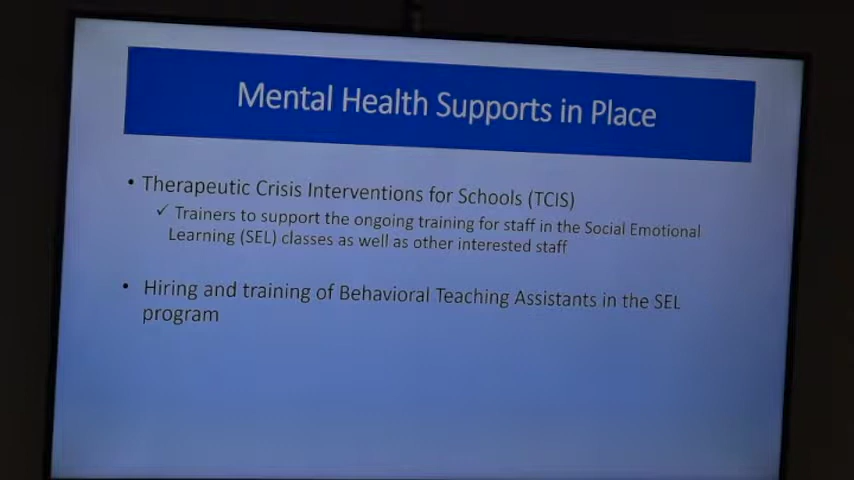 Mental Health Supports in Place
• Therapeutic Crisis Interventions for Schools (TCIS)
✓ Trainers to support the ongoing training for staff in the Social Emotional
Learning (SEL) classes as well as other interested staff
• Hiring and training of Behavioral Teaching Assistants in the SEL
program